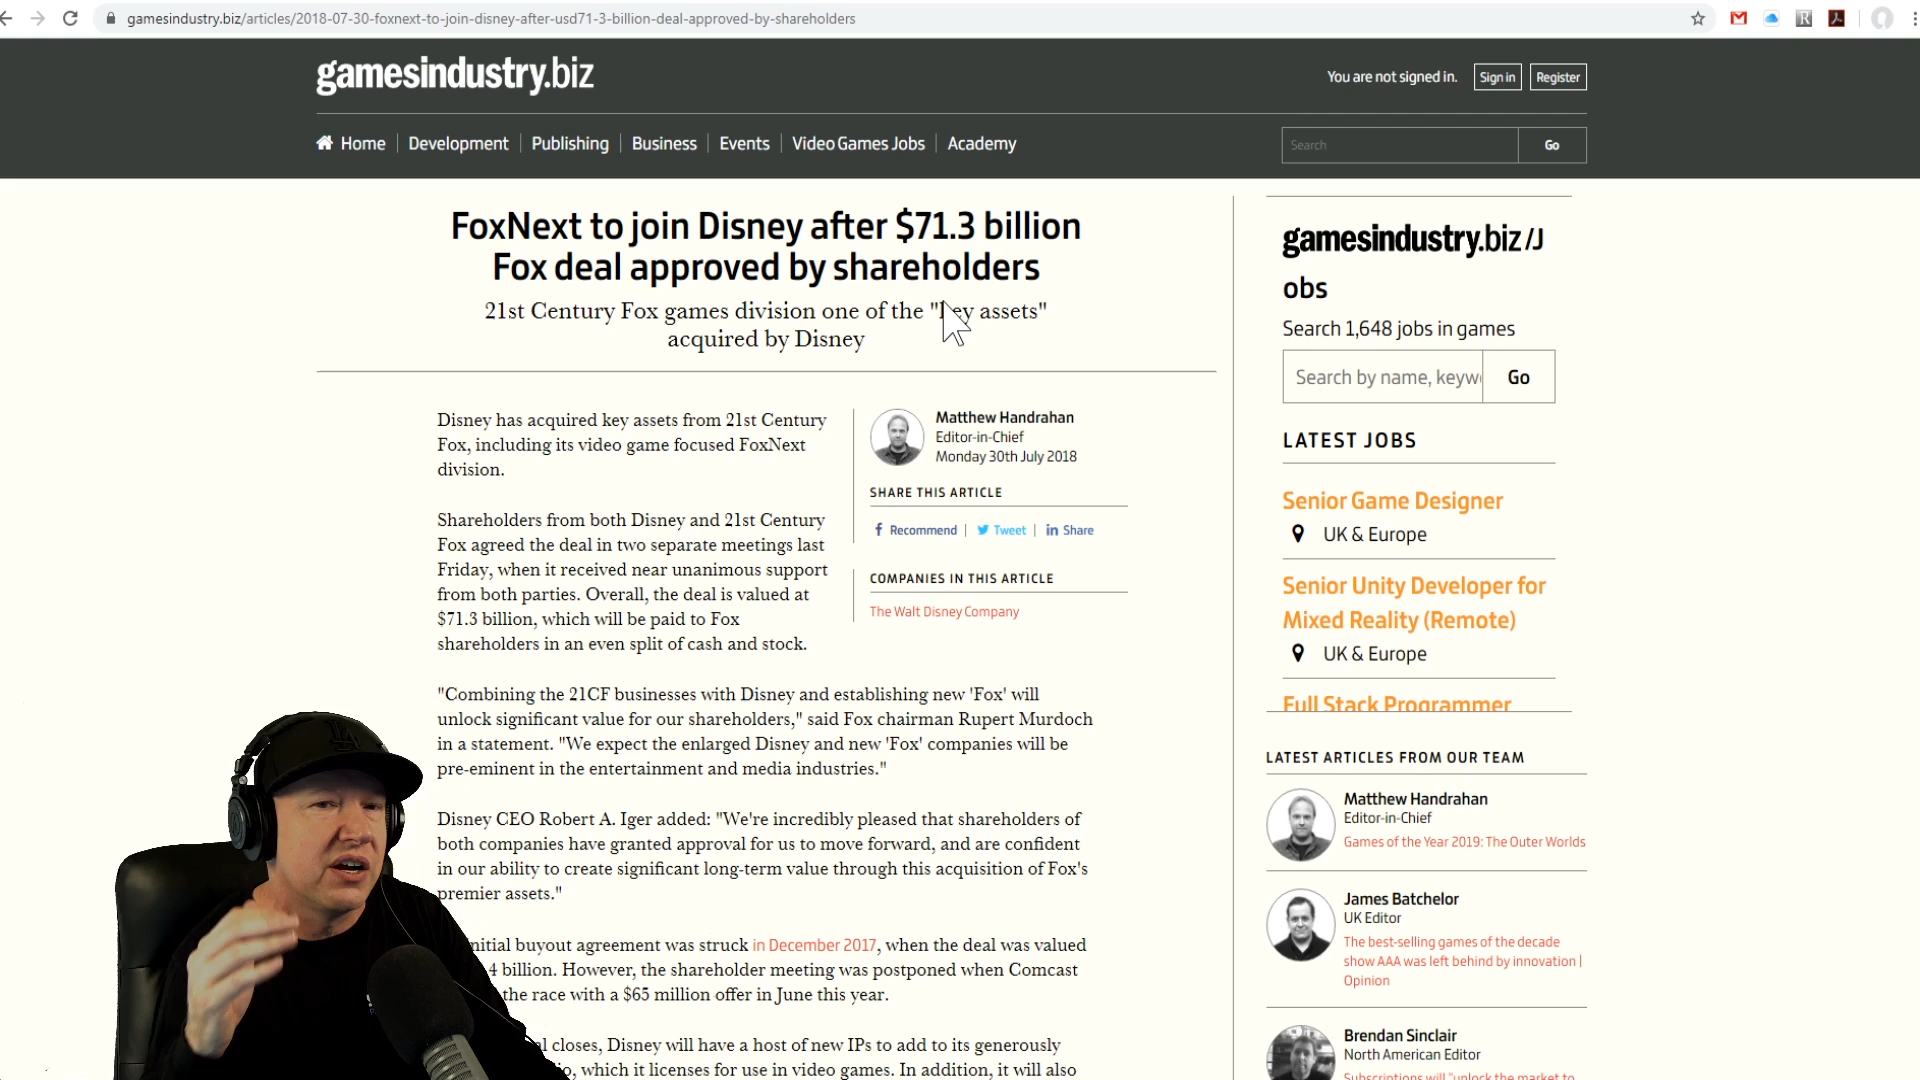 gamesindustry.biz/articles/2018-07-30-foxnext-to-join-disney-after-usd71-3-billion-deal-approved-by-shareholders
gamesindustry.biz
You are not signed in.
Sign in
Register
Home
Development
Publishing
Business
Events
Video Games Jobs
Academy
Search
Go
FoxNext to join Disney after $71.3 billion
Fox deal approved by shareholders
21st Century Fox games division one of the "key assets"
acquired by Disney
Disney has acquired key assets from 21st Century
Fox, including its video game focused FoxNext
division.
Shareholders from both Disney and 21st Century
Fox agreed the deal in two separate meetings last
Friday, when it received near unanimous support
from both parties. Overall, the deal is valued at
$71.3 billion, which will be paid to Fox
shareholders in an even split of cash and stock.
Matthew Handrahan
Editor-in-Chief
Monday 30th July 2018
SHARE THIS ARTICLE
Recommend
Tweet
Share
COMPANIES IN THIS ARTICLE
The Walt Disney Company
"Combining the 21CF businesses with Disney and establishing new 'Fox' will
unlock significant value for our shareholders," said Fox chairman Rupert Murdoch
in a statement. "We expect the enlarged Disney and new 'Fox' companies will be
pre-eminent in the entertainment and media industries."
Disney CEO Robert A. Iger added: "We're incredibly pleased that shareholders of
both companies have granted approval for us to move forward, and are confident
in our ability to create significant long-term value through this acquisition of Fox's
premier assets."
buyout agreement was struck in December 2017, when the deal was valued
4 billion. However, the shareholder meeting was postponed when Comcast
the race with a $65 million offer in June this year.
closes, Disney will have a host of new IPs to add to its generously
which it licenses for use in video games. In addition, it will also
gamesindustry.biz /J
obs
Search 1,648 jobs in games
Search by name, keyw
Go
LATEST JOBS
Senior Game Designer
UK & Europe
Senior Unity Developer for
Mixed Reality (Remote)
UK & Europe
Full Stack Programmer
LATEST ARTICLES FROM OUR TEAM
Matthew Handrahan
Editor-in-Chief
Games of the Year 2019: The Outer Worlds
James Batchelor
UK Editor
The best-selling games of the decade
show AAA was left behind by innovation |
Opinion
Brendan Sinclair
North American Editor
Subscriptions will "unlock the market to